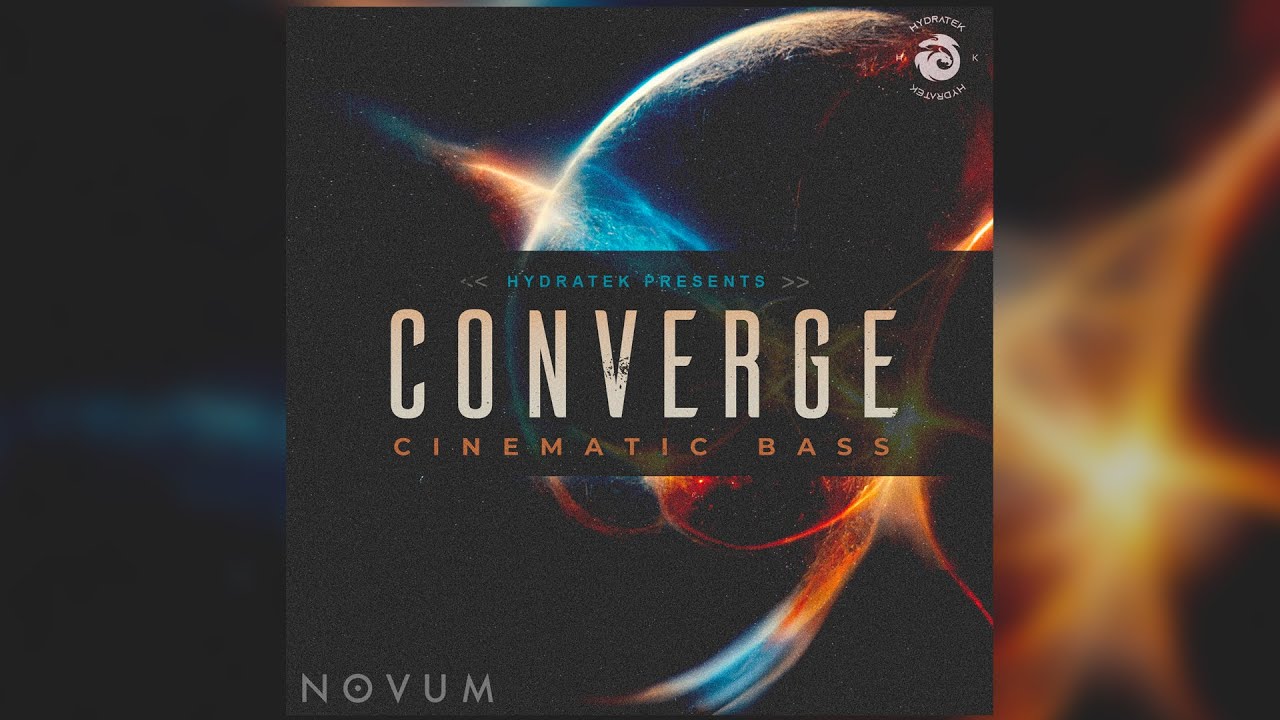 HYDRATEK
H K
HYDRATEK
<< HYDRATEK PRESENTS >>
CONVERGE
CINEMATIC BASS
NOVUM